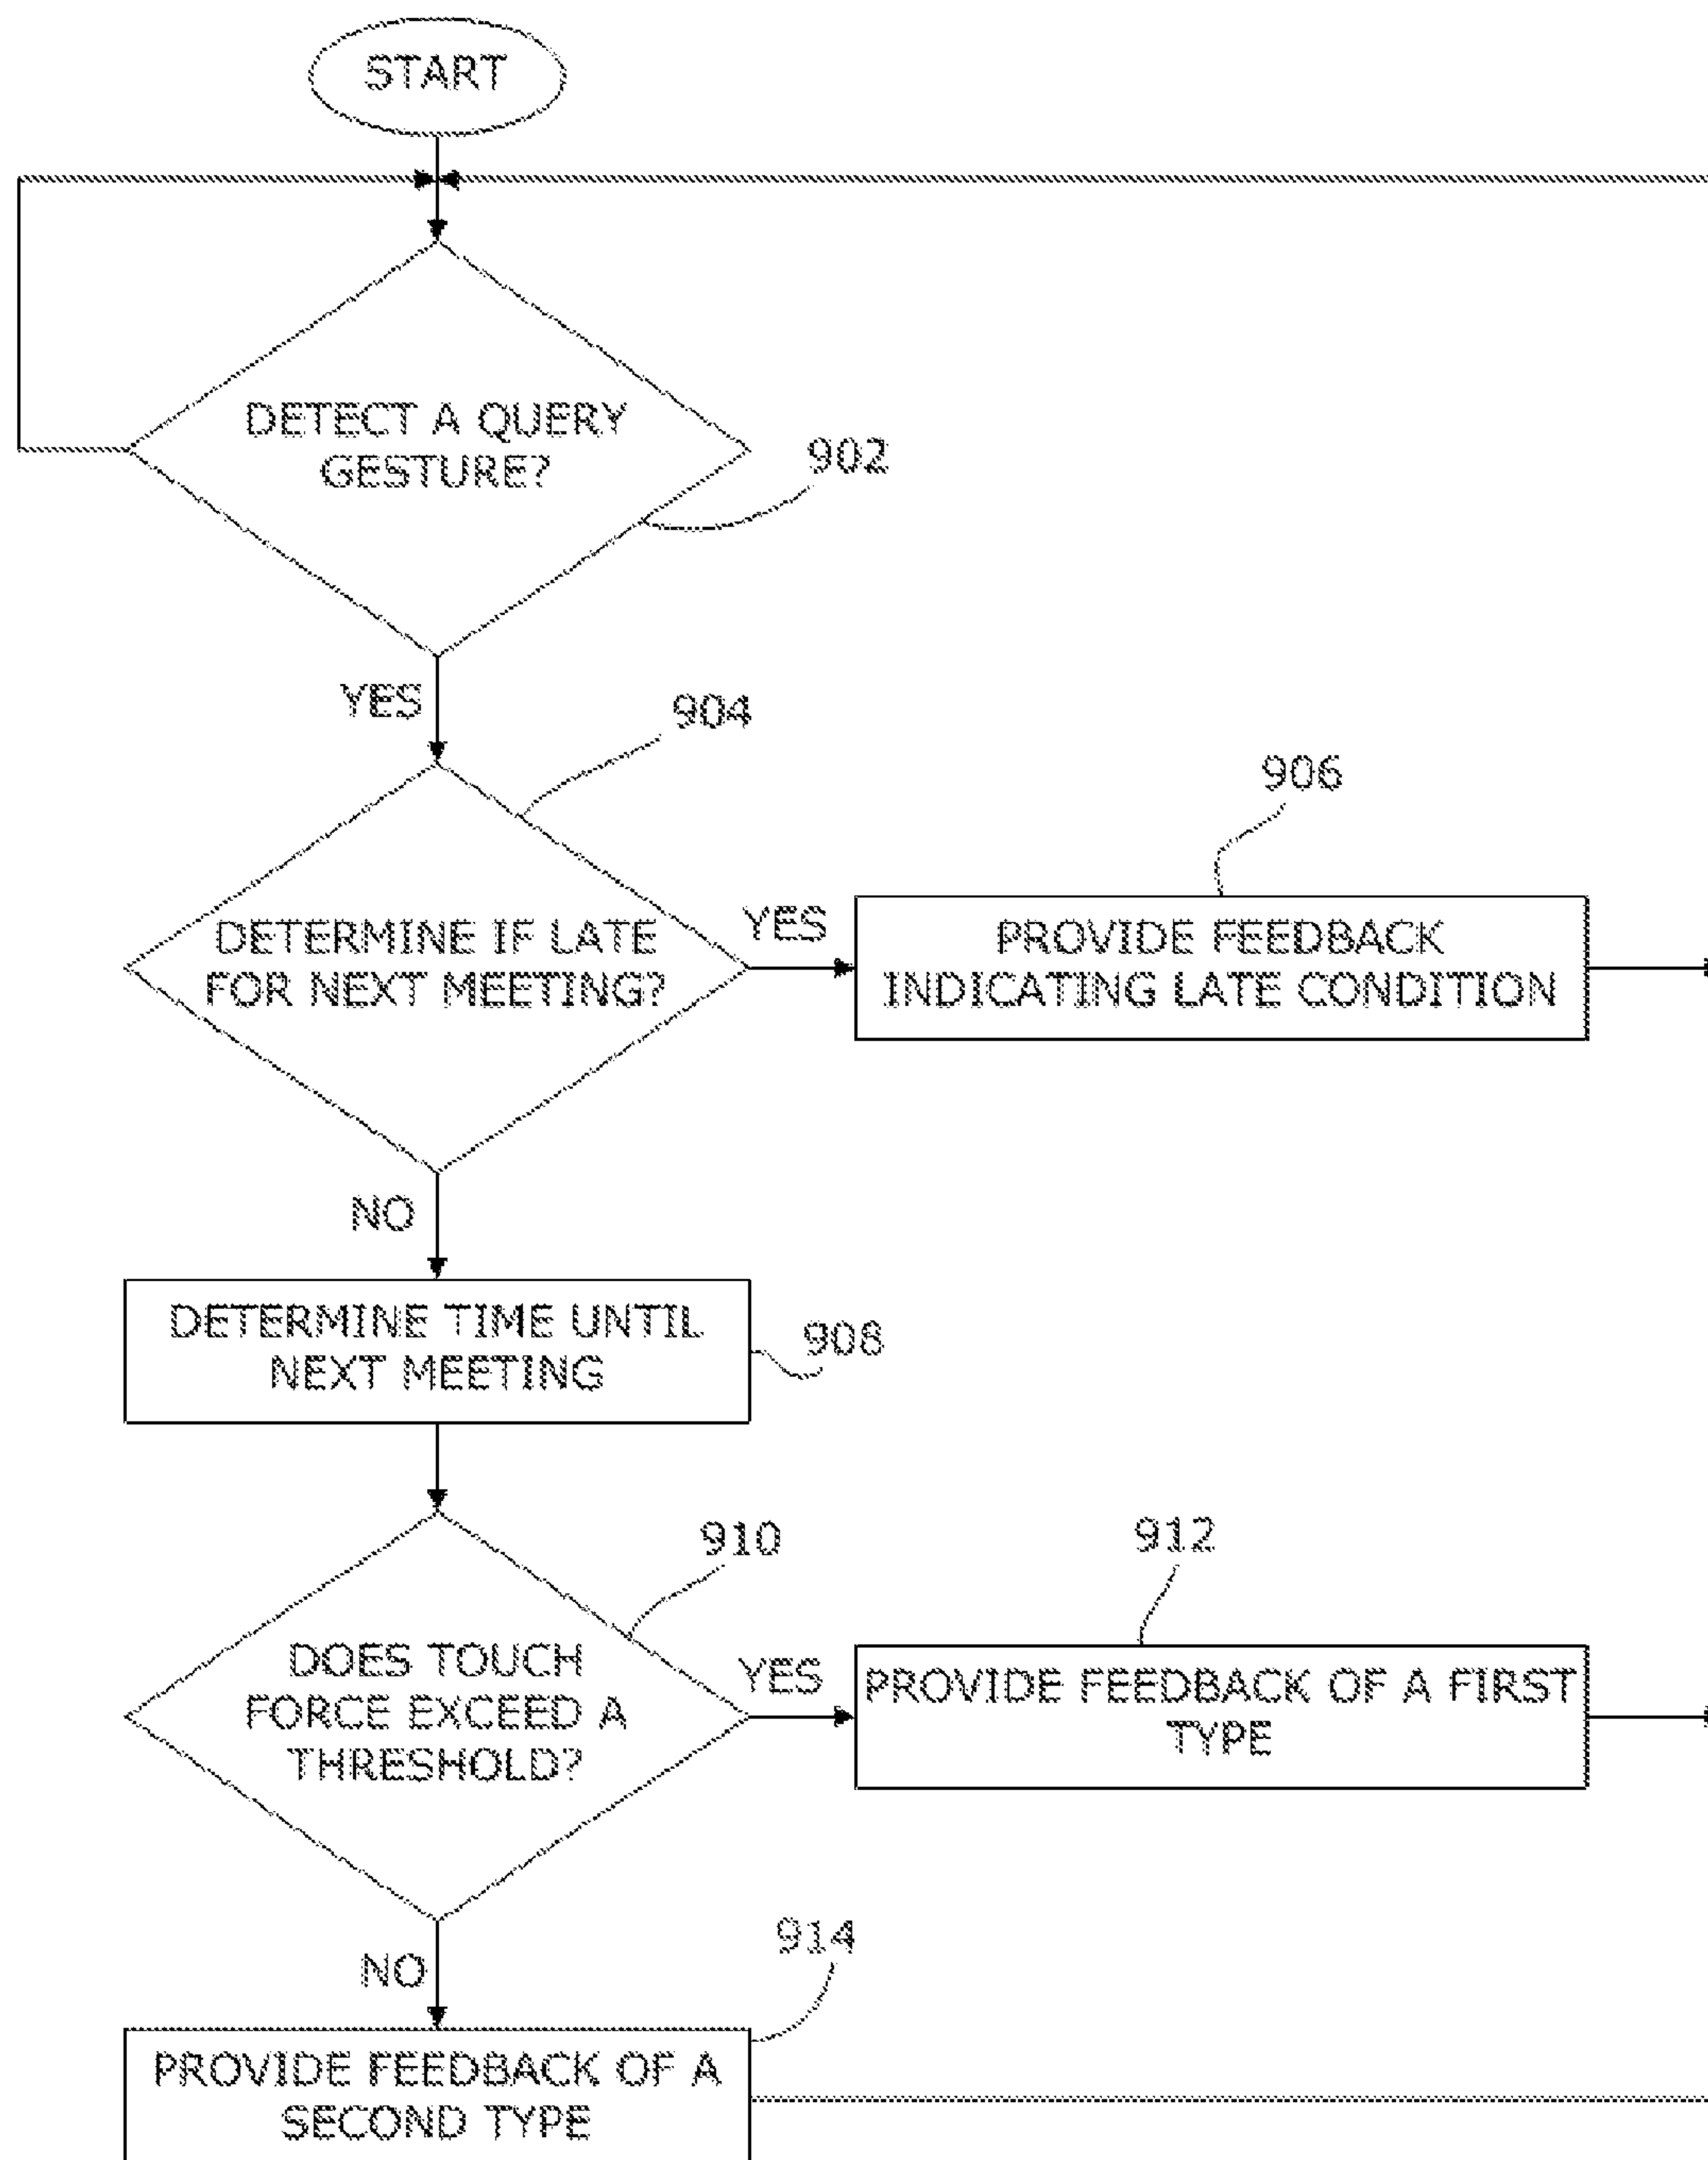 START
DETECT A QUERY
GESTURE?
902
YES
904
906
DETERMINE IF LATE
FOR NEXT MEETING?
YES
PROVIDE FEEDBACK
INDICATING LATE CONDITION
NO
DETERMINE TIME UNTIL
NEXT MEETING
908
910
912
DOES TOUCH
FORCE EXCEED A
THRESHOLD?
YES
PROVIDE FEEDBACK OF A FIRST
TYPE
NO
914
PROVIDE FEEDBACK OF A
SECOND TYPE